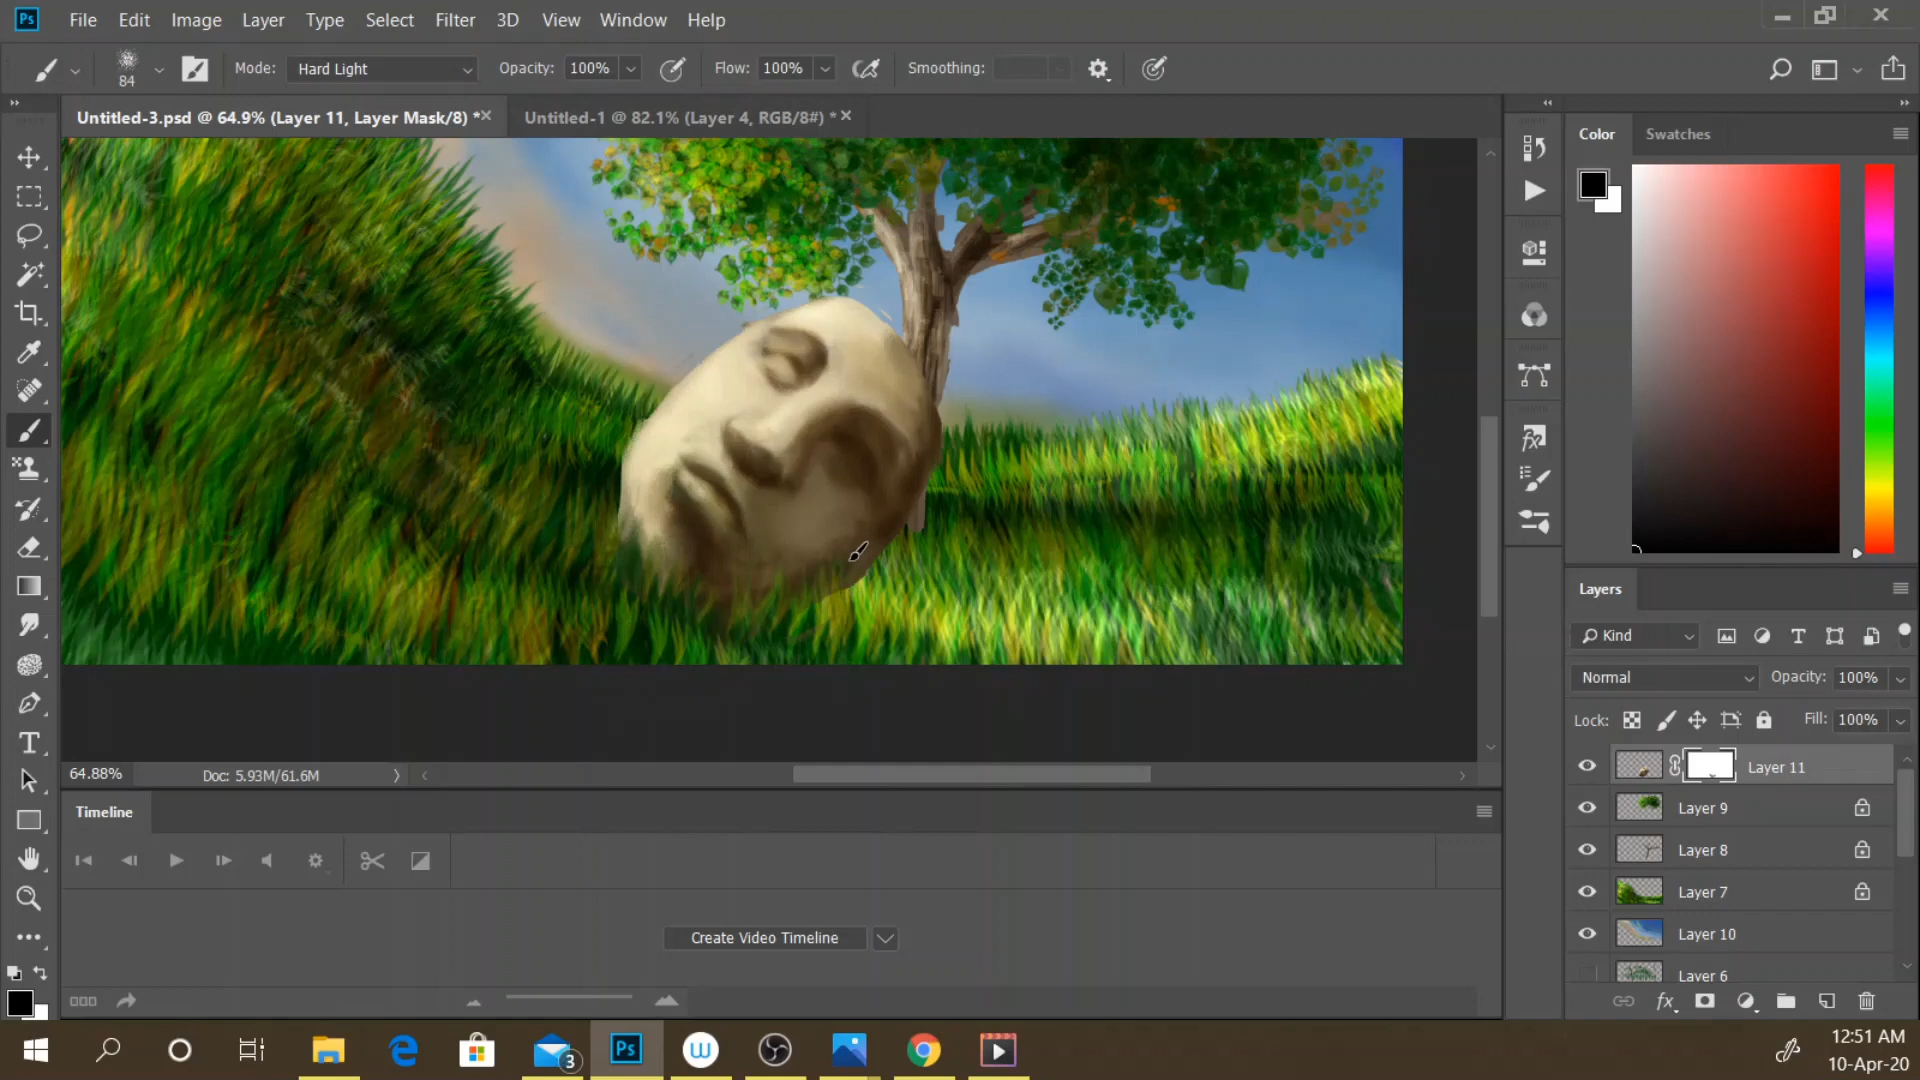 Ps File Edit Image Layer Type Select Filter 3D View Window Help
84 Mode: Hard Light Opacity: 100% Flow: 100% Smoothing:
Untitled-3.psd @ 64.9% (Layer 11, Layer Mask/8) * Untitled-1 @ 82.1% (Layer 4, RGB/8#) *
Color Swatches
Layers
Kind
Normal Opacity: 100%
Lock: Fill: 100%
Layer 11
Layer 9
Layer 8
Layer 7
Layer 10
Layer 6
fx
64.88% Doc: 5.93M/61.6M
Timeline
Create Video Timeline
3 Ps
12:51 AM
10-Apr-20